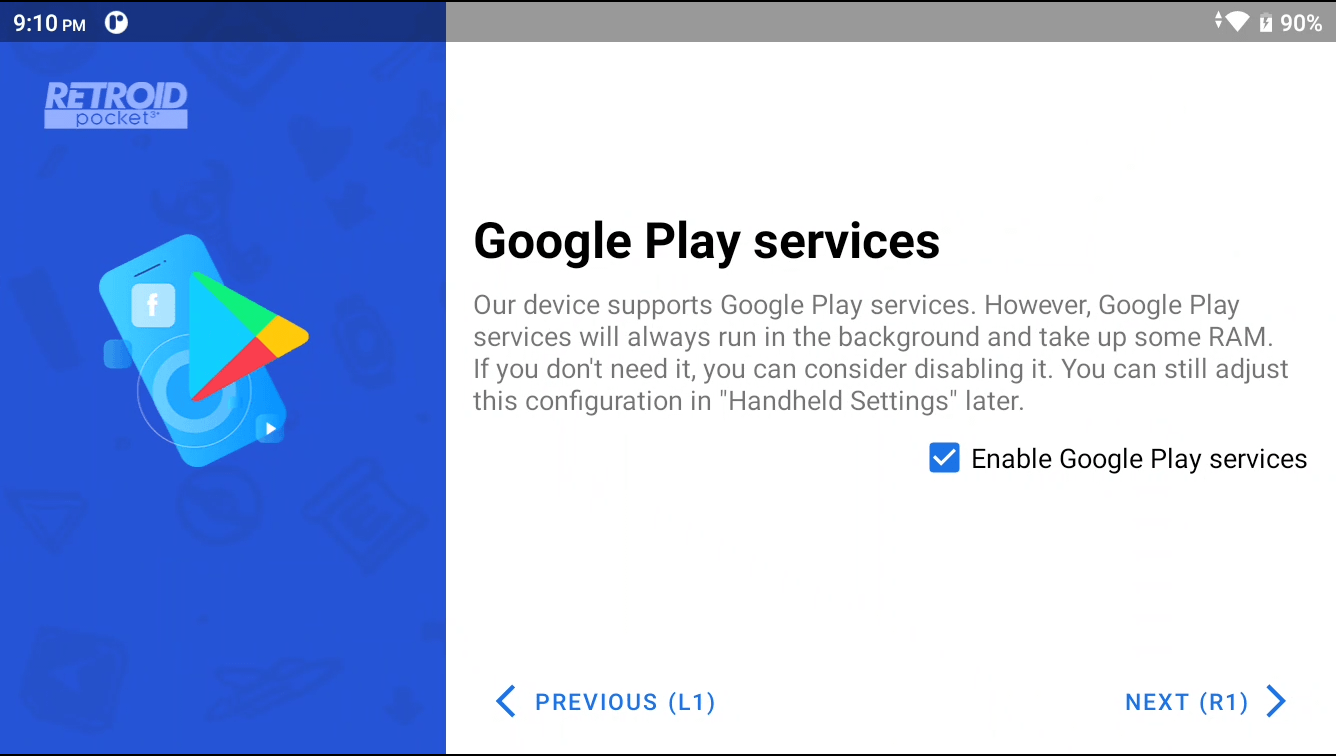 9:10 PM
90%
RETROID
pocket3+
f
Google Play services
Our device supports Google Play services. However, Google Play
services will always run in the background and take up some RAM.
If you don't need it, you can consider disabling it. You can still adjust
this configuration in "Handheld Settings" later.
Enable Google Play services
PREVIOUS (L1)
NEXT (R1)